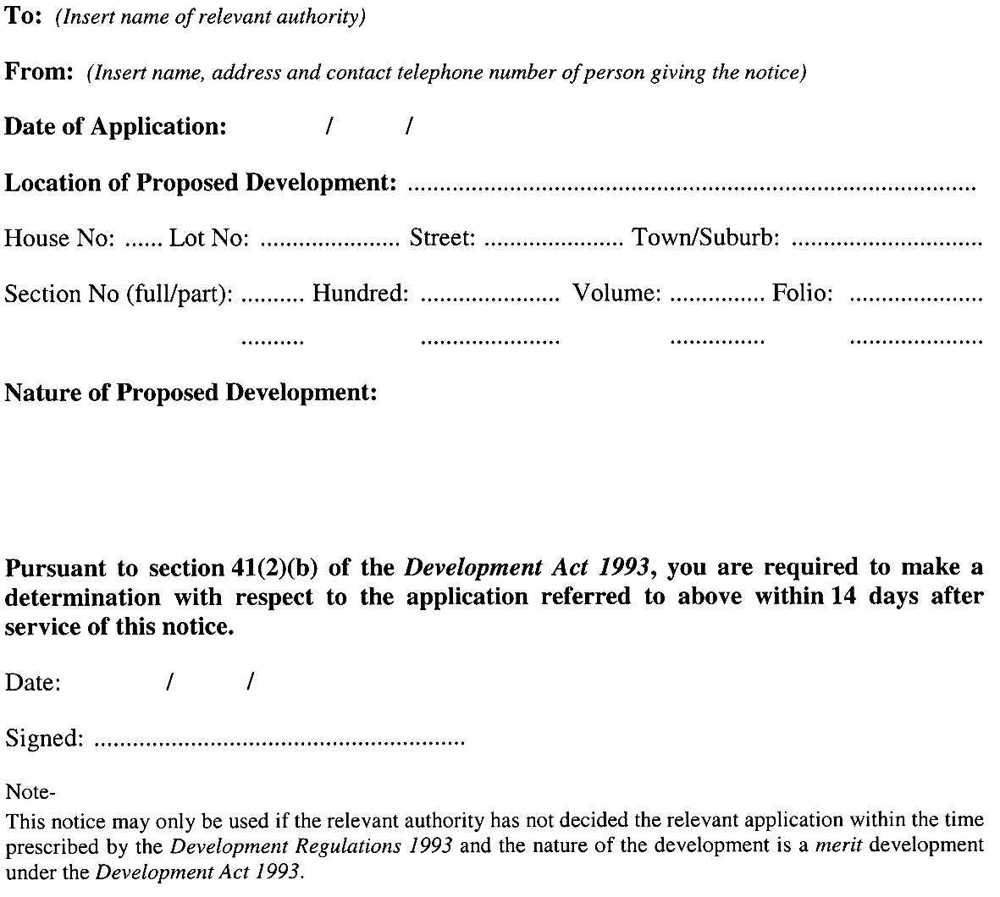 To: (Insert name of relevant authority)
From: (Insert name, address and contact telephone number of person giving the notice)
Date of Application: / /
Location of Proposed Development: ..........................................................................................
House No: ...... Lot No: ...................... Street: ...................... Town/Suburb: ..............................
Section No (full/part): .......... Hundred: ...................... Volume: ............... Folio: .....................
.......... ...................... ............... .....................
Nature of Proposed Development:
Pursuant to section 41(2)(b) of the Development Act 1993, you are required to make a
determination with respect to the application referred to above within 14 days after
service of this notice.
Date: / /
Signed: ...........................................................
Note-
This notice may only be used if the relevant authority has not decided the relevant application within the time
prescribed by the Development Regulations 1993 and the nature of the development is a merit development
under the Development Act 1993.